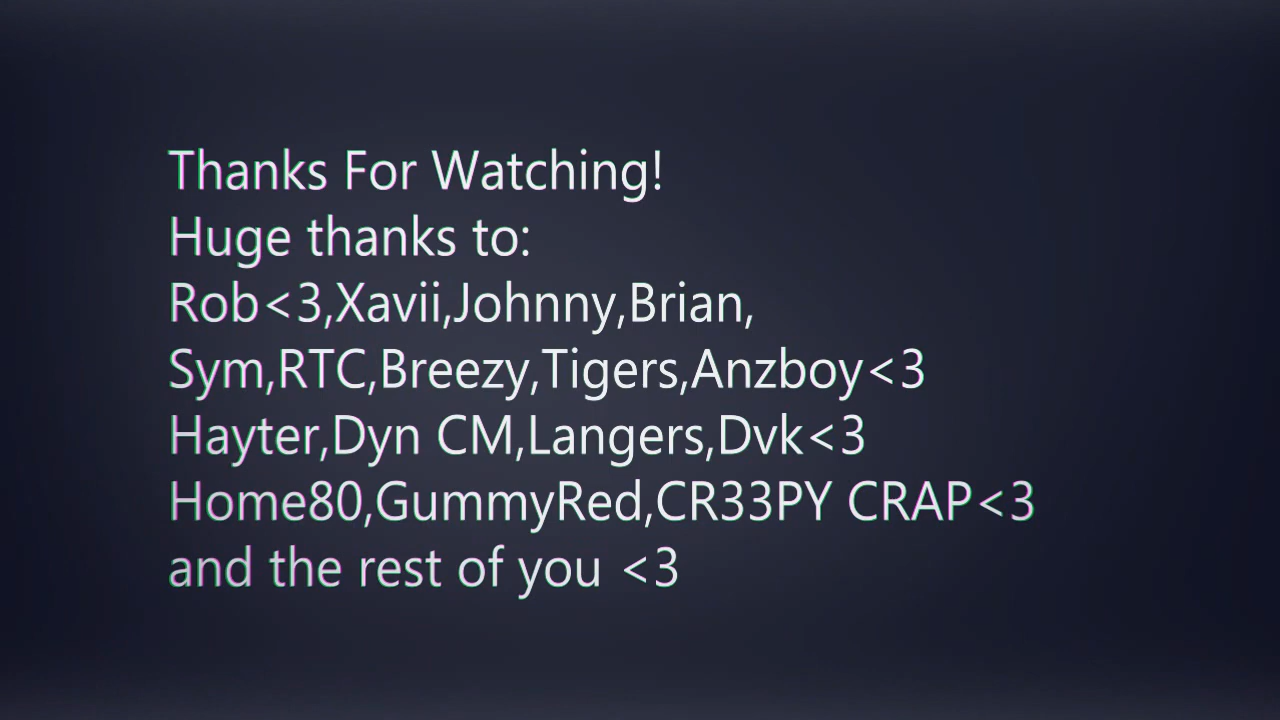 Thanks For Watching!
Huge thanks to:
Rob<3,Xavii,Johnny,Brian,
Sym,RTC,Breezy,Tigers,Anzboy<3
Hayter,Dyn CM,Langers,Dvk<3
Home80,GummyRed,CR33PY CRAP<3
and the rest of you <3